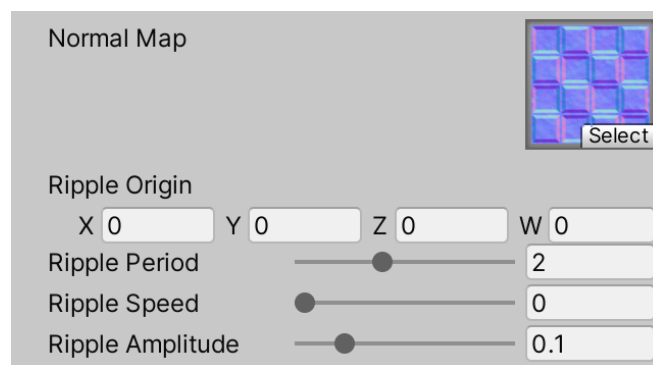 Normal Map
Select
Ripple Origin
X 0 Y 0 Z 0 W 0
Ripple Period 2
Ripple Speed 0
Ripple Amplitude 0.1